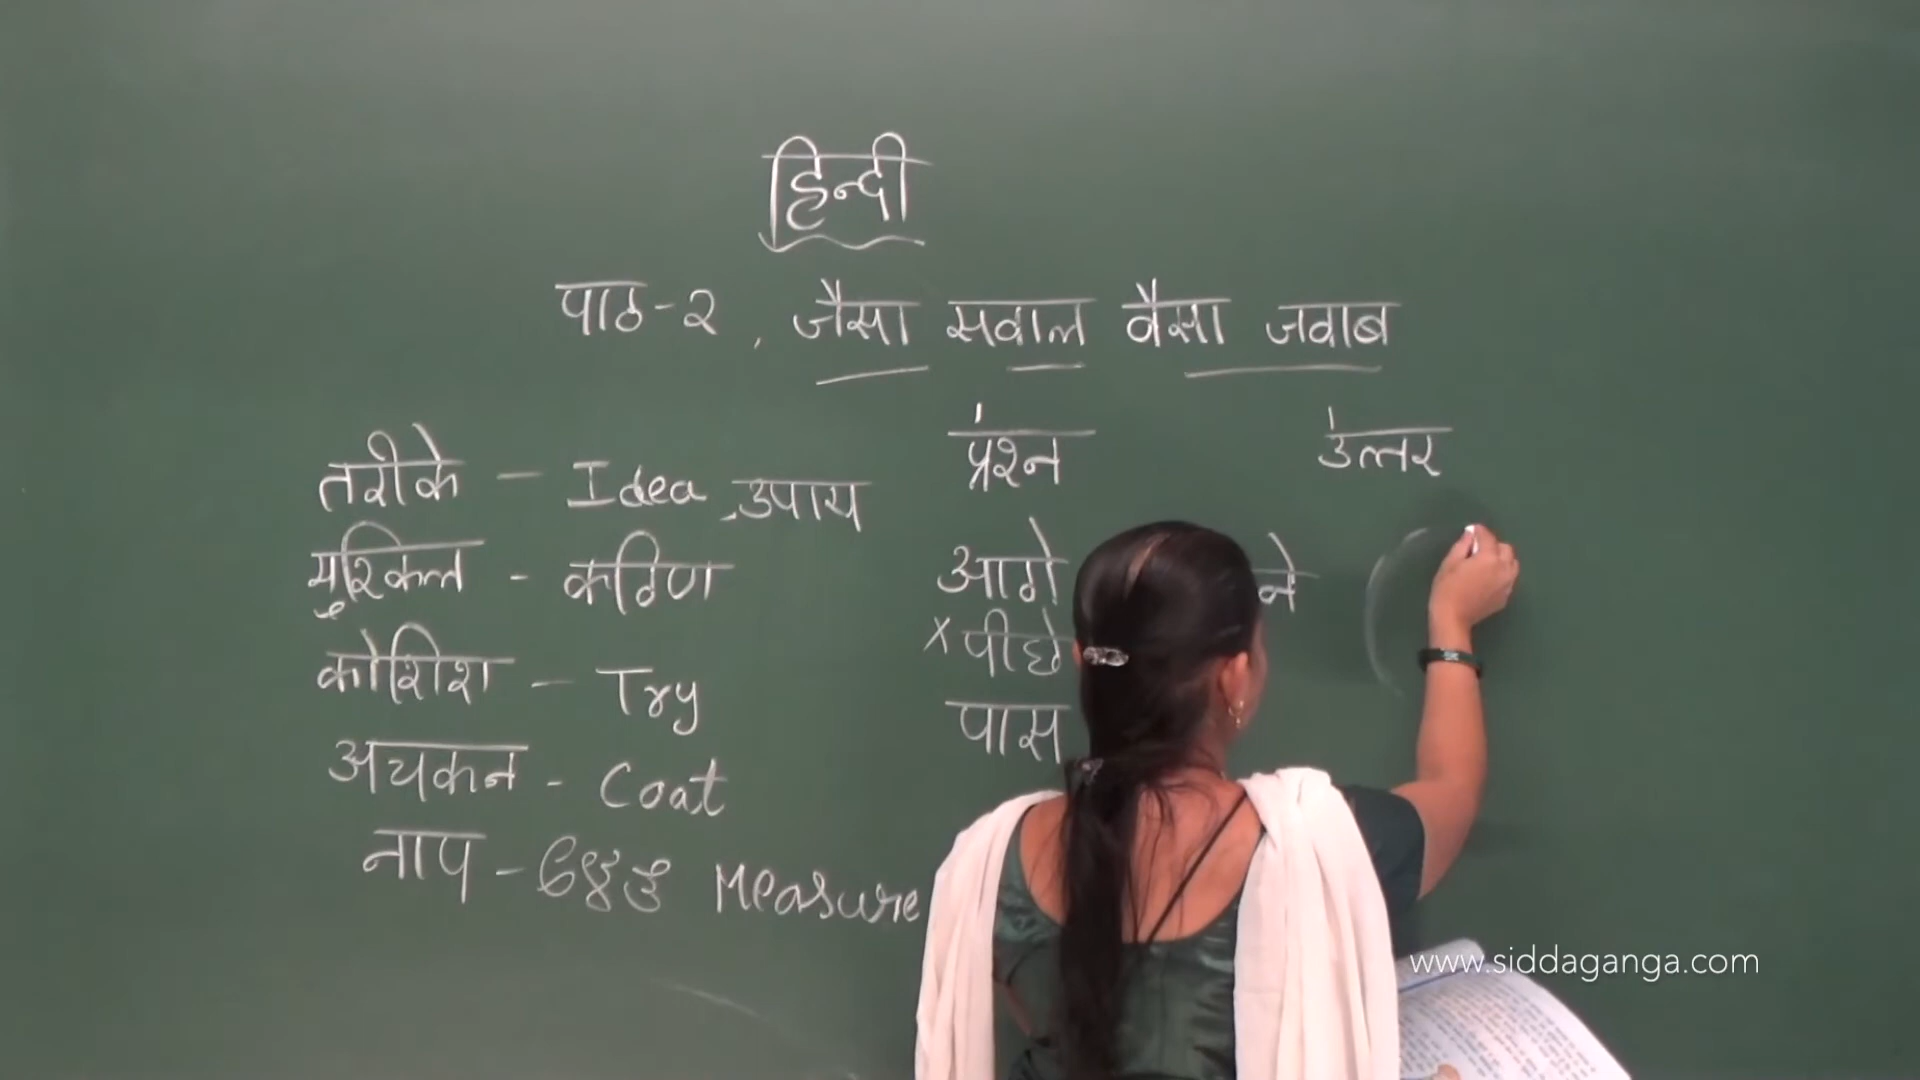 हिन्दी
पाठ-२, जैसा सवाल वैसा जवाब
तरीके - Idea, उपाय
मुश्किल - कठिण
कोशिश - Try
अचकन - Coat
नाप - ಅಳತೆ Measure
प्रश्न उत्तर
आगे ने
x पीछे
पास
www.siddaganga.com